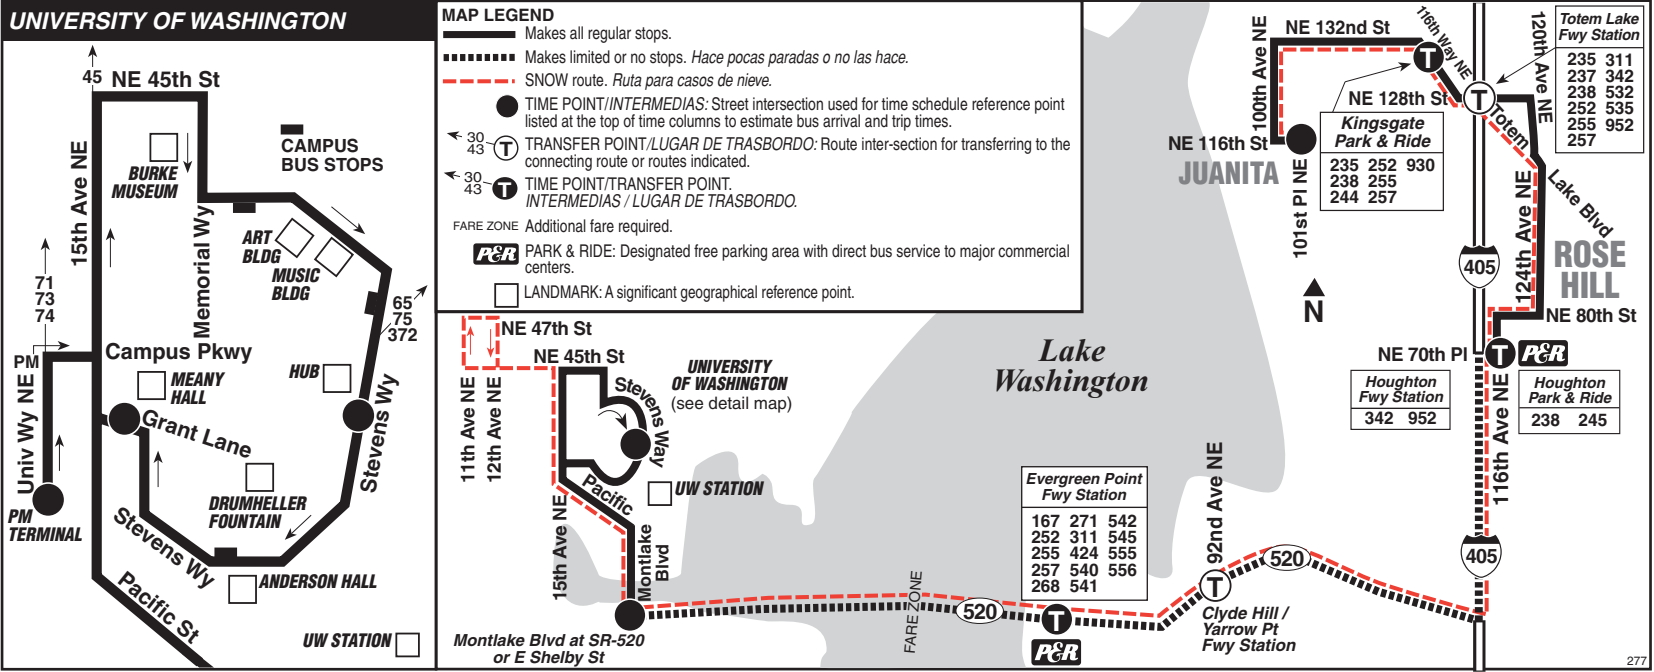 UNIVERSITY OF WASHINGTON
45
NE 45th St
15th Ave NE
BURKE
MUSEUM
CAMPUS
BUS STOPS
Memorial Wy
ART
BLDG
MUSIC
BLDG
71
73
74
65
75
372
PM
Campus Pkwy
MEANY
HALL
HUB
Univ Wy NE
Grant Lane
Stevens Wy
PM
TERMINAL
DRUMHELLER
FOUNTAIN
Stevens Wy
ANDERSON HALL
Pacific St
UW STATION
MAP LEGEND
Makes all regular stops.
Makes limited or no stops. Hace pocas paradas o no las hace.
SNOW route. Ruta para casos de nieve.
TIME POINT/INTERMEDIAS: Street intersection used for time schedule reference point
listed at the top of time columns to estimate bus arrival and trip times.
30
43
T
TRANSFER POINT/LUGAR DE TRASBORDO: Route inter-section for transferring to the
connecting route or routes indicated.
30
43
T
TIME POINT/TRANSFER POINT.
INTERMEDIAS / LUGAR DE TRASBORDO.
FARE ZONE Additional fare required.
P&R PARK & RIDE: Designated free parking area with direct bus service to major commercial
centers.
LANDMARK: A significant geographical reference point.
NE 47th St
NE 45th St
11th Ave NE
12th Ave NE
UNIVERSITY
OF WASHINGTON
(see detail map)
Stevens Way
Pacific
UW STATION
15th Ave NE
Montlake
Blvd
Montlake Blvd at SR-520
or E Shelby St
Lake
Washington
FARE ZONE
520
Evergreen Point
Fwy Station
167 271 542
252 311 545
255 424 555
257 540 556
268 541
T
P&R
92nd Ave NE
T
Clyde Hill /
Yarrow Pt
Fwy Station
520
405
116th Ave NE
NE 70th Pl
T
P&R
Houghton
Fwy Station
342 952
Houghton
Park & Ride
238 245
NE 80th St
ROSE
HILL
405
124th Ave NE
Lake Blvd
Totem
T
120th Ave NE
Totem Lake
Fwy Station
235 311
237 342
238 532
252 535
255 952
257
116th Way NE
NE 132nd St
T
NE 128th St
Kingsgate
Park & Ride
235 252 930
238 255
244 257
100th Ave NE
NE 116th St
JUANITA
101st Pl NE
N
277